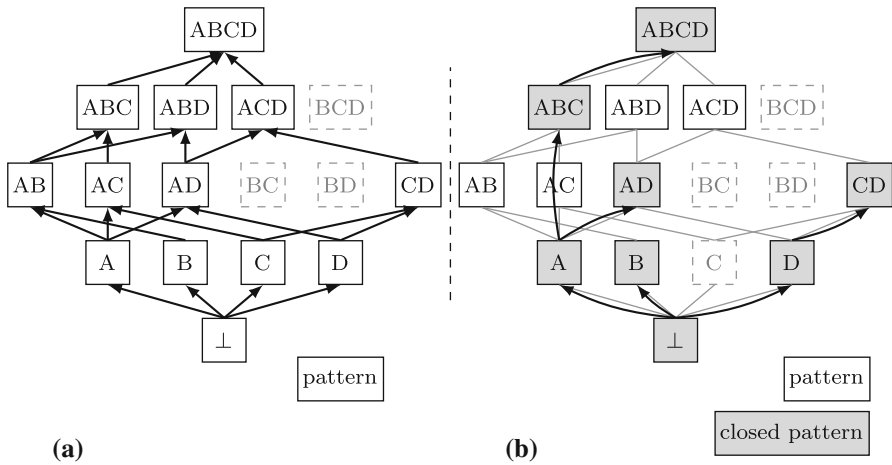 ABCD
ABC ABD ACD BCD
AB AC AD BC BD CD
A B C D
⊥
pattern
(a)
ABCD
ABC ABD ACD BCD
AB AC AD BC BD CD
A B C D
⊥
pattern
closed pattern
(b)